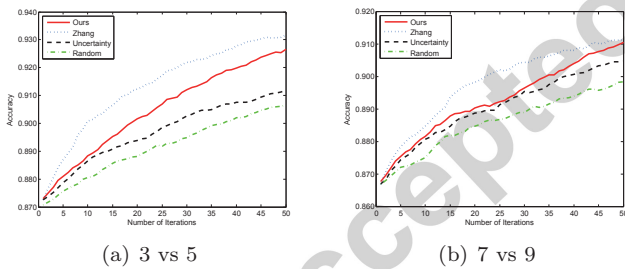 0.940
0.930
0.920
0.910
0.900
0.890
0.880
0.870
Accuracy
Ours
Zhang
Uncertainty
Random
1 5 10 15 20 25 30 35 40 45 50
Number of Iterations
(a) 3 vs 5
0.920
0.910
0.900
0.890
0.880
0.870
0.860
Accuracy
Ours
Zhang
Uncertainty
Random
1 5 10 15 20 25 30 35 40 45 50
Number of Iterations
(b) 7 vs 9